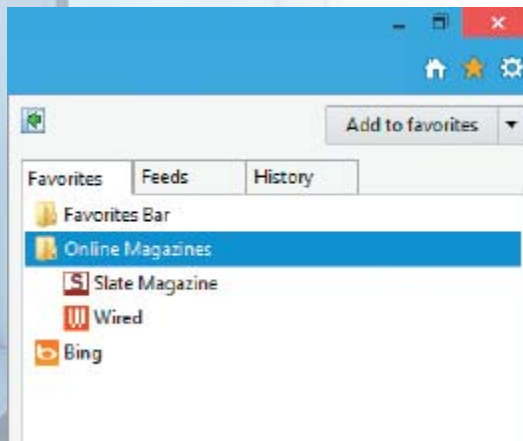 Add to favorites
Favorites Feeds History
Favorites Bar
Online Magazines
S Slate Magazine
Wired
Bing